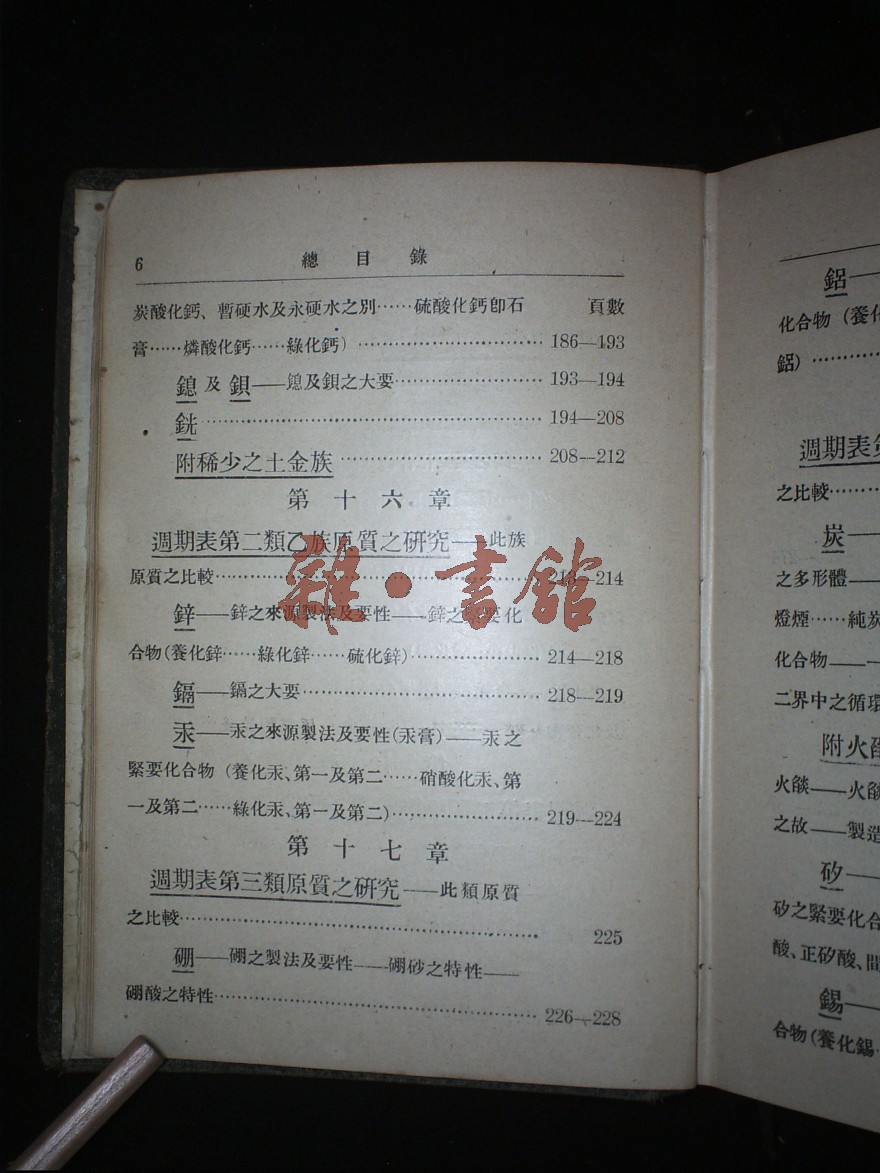 6 總目錄
炭酸化鈣、暫硬水及永硬水之別……硫酸化鈣卽石 頁數
膏……燐酸化鈣……綠化鈣) …………………………… 186—193
鎴及鋇——鎴及鋇之大要……………………… 193—194
銧…………………………………………………… 194—208
附稀少之土金族 ……………………………… 208—212
第十六章
週期表第二類乙族原質之研究——此族
原質之比較…………………………………………… 213—214
鋅——鋅之來源製法及要性——鋅之緊要化
合物(養化鋅……綠化鋅……硫化鋅)…………………… 214—218
鎘——鎘之大要……………………………………… 218—219
汞——汞之來源製法及要性(汞膏)——汞之
緊要化合物 (養化汞、第一及第二……硝酸化汞、第
一及第二……綠化汞、第一及第二)……………………… 219—224
第十七章
週期表第三類原質之研究——此類原質
之比較…………………………………………………………… 225
硼——硼之製法及要性——硼砂之特性——
硼酸之特性…………………………………………………… 226—228
雜·書館
鋁——
化合物 (養化
鋁) …………
週期表第
之比較………
炭——
之多形體——
燈煙……純炭
化合物——
二界中之循環
附火
火燄——火燄
之故——製造
矽——
矽之緊要化合
酸、正矽酸、間
錫——
合物(養化錫